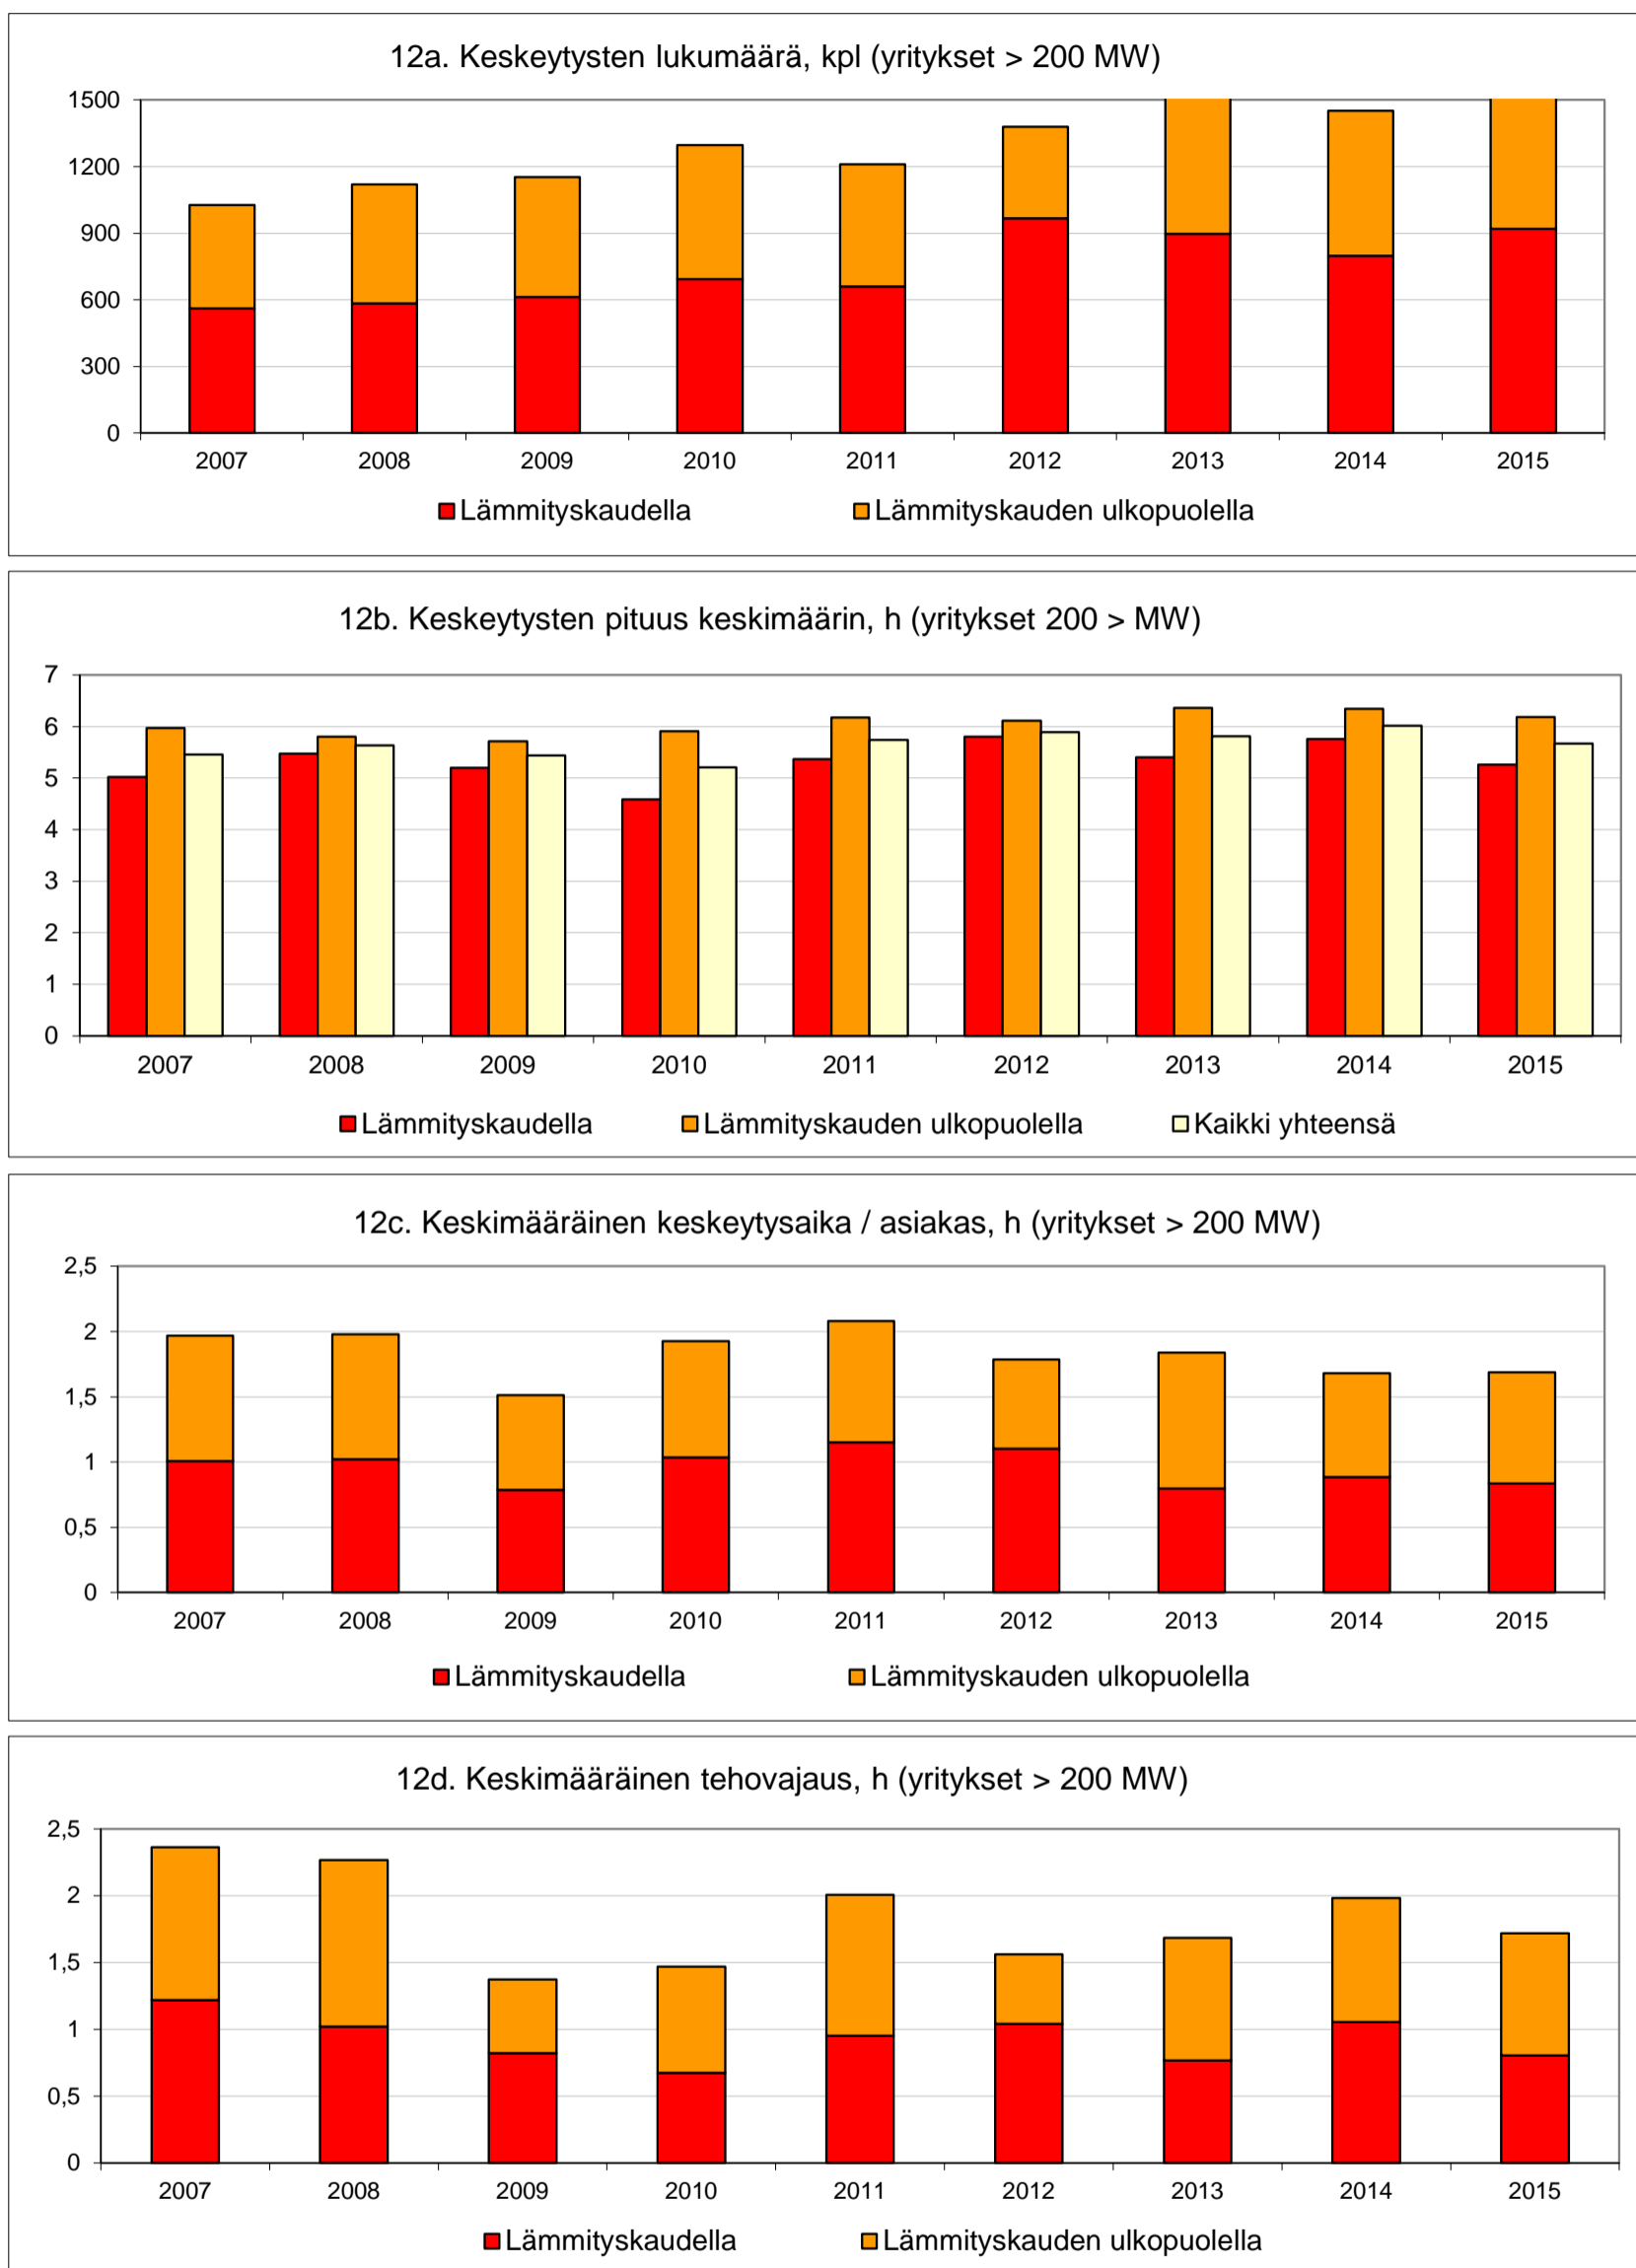 12a. Keskeytysten lukumäärä, kpl (yritykset > 200 MW)
1500
1200
900
600
300
0
2007 2008 2009 2010 2011 2012 2013 2014 2015
Lämmityskaudella Lämmityskauden ulkopuolella
12b. Keskeytysten pituus keskimäärin, h (yritykset 200 > MW)
7
6
5
4
3
2
1
0
2007 2008 2009 2010 2011 2012 2013 2014 2015
Lämmityskaudella Lämmityskauden ulkopuolella Kaikki yhteensä
12c. Keskimääräinen keskeytysaika / asiakas, h (yritykset > 200 MW)
2,5
2
1,5
1
0,5
0
2007 2008 2009 2010 2011 2012 2013 2014 2015
Lämmityskaudella Lämmityskauden ulkopuolella
12d. Keskimääräinen tehovajaus, h (yritykset > 200 MW)
2,5
2
1,5
1
0,5
0
2007 2008 2009 2010 2011 2012 2013 2014 2015
Lämmityskaudella Lämmityskauden ulkopuolella